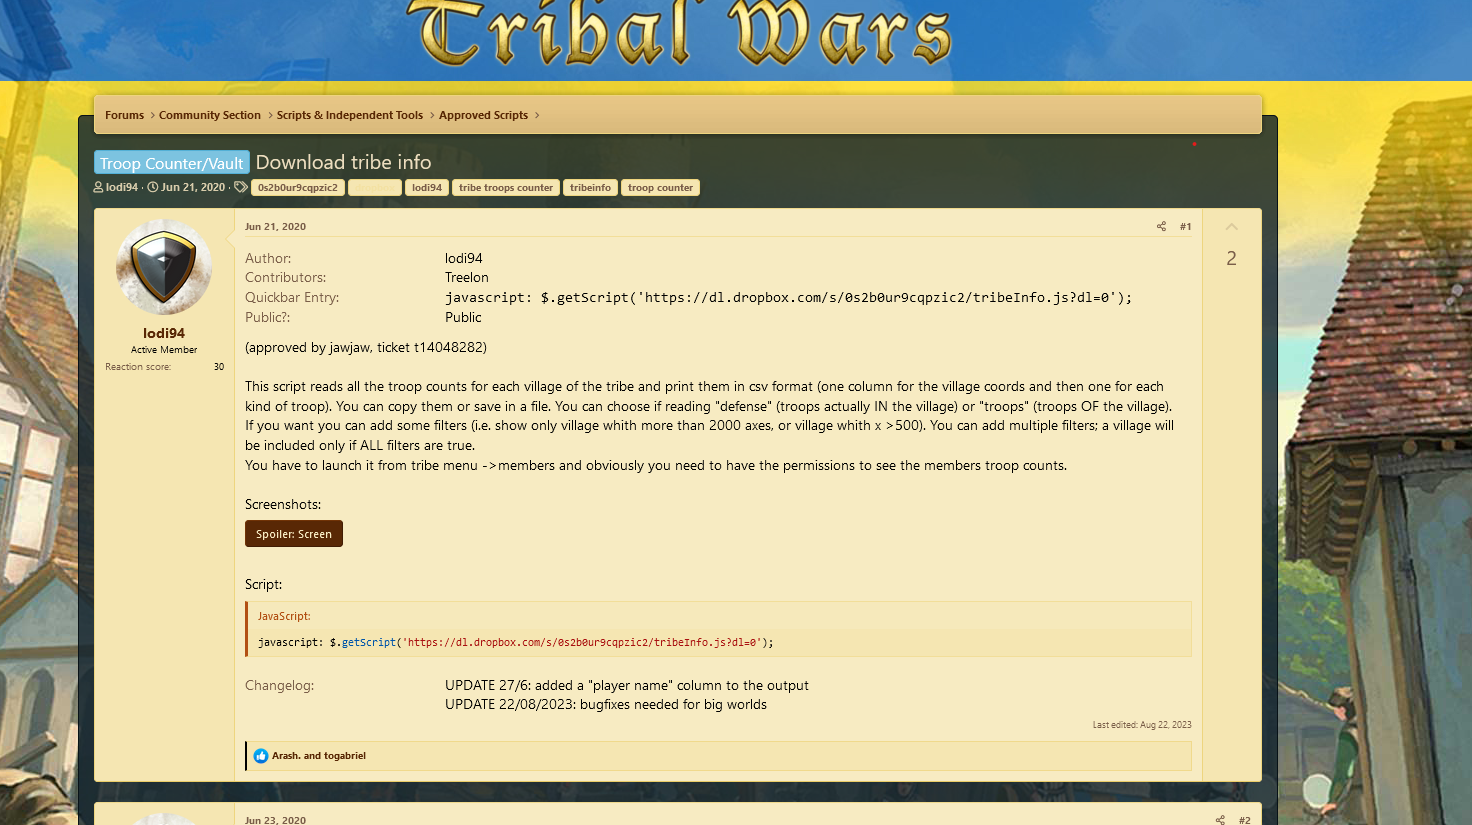 Tribal Wars
Forums > Community Section > Scripts & Independent Tools > Approved Scripts >
Troop Counter/Vault Download tribe info
lodi94 · Jun 21, 2020 · 0s2b0ur9cqpzic2 lodi94 tribe troops counter tribeinfo troop counter
Jun 21, 2020 #1
2
lodi94
Active Member
Reaction score: 30
Author: lodi94
Contributors: Treelon
Quickbar Entry: javascript: $.getScript('https://dl.dropbox.com/s/0s2b0ur9cqpzic2/tribeInfo.js?dl=0');
Public?: Public
(approved by jawjaw, ticket t14048282)
This script reads all the troop counts for each village of the tribe and print them in csv format (one column for the village coords and then one for each
kind of troop). You can copy them or save in a file. You can choose if reading "defense" (troops actually IN the village) or "troops" (troops OF the village).
If you want you can add some filters (i.e. show only village whith more than 2000 axes, or village whith x >500). You can add multiple filters; a village will
be included only if ALL filters are true.
You have to launch it from tribe menu ->members and obviously you need to have the permissions to see the members troop counts.
Screenshots:
Spoiler: Screen
Script:
JavaScript:
javascript: $.getScript('https://dl.dropbox.com/s/0s2b0ur9cqpzic2/tribeInfo.js?dl=0');
Changelog: UPDATE 27/6: added a "player name" column to the output
UPDATE 22/08/2023: bugfixes needed for big worlds
Last edited: Aug 22, 2023
Arash. and togabriel
Jun 23, 2020 #2